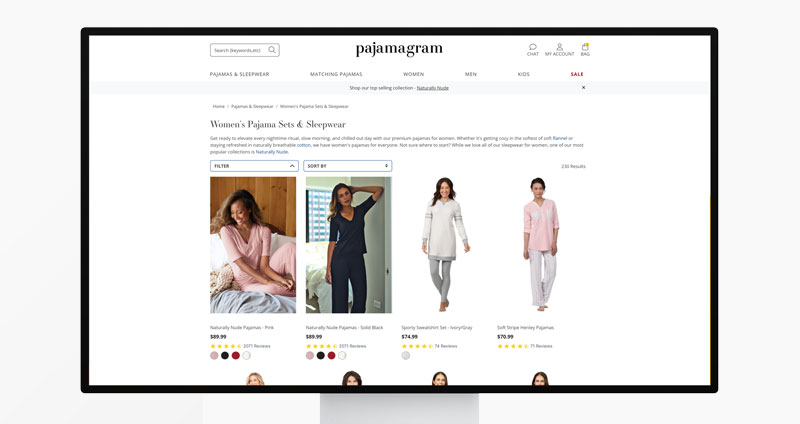 Search (keywords,etc)
pajamagram
CHAT
MY ACCOUNT
BAG
PAJAMAS & SLEEPWEAR
MATCHING PAJAMAS
WOMEN
MEN
KIDS
SALE
Shop our top selling collection - Naturally Nude
×
Home / Pajamas & Sleepwear / Women's Pajama Sets & Sleepwear
Women's Pajama Sets & Sleepwear
Get ready to elevate every nighttime ritual, slow morning, and chilled out day with our premium pajamas for women. Whether it's getting cozy in the softest of soft flannel or
staying refreshed in naturally breathable cotton, we have women's pajamas for everyone. Not sure where to start? While we love all of our sleepwear for women, one of our most
popular collections is Naturally Nude.
FILTER
SORT BY
230 Results
Naturally Nude Pajamas - Pink
$89.99
2071 Reviews
Naturally Nude Pajamas - Solid Black
$89.99
2071 Reviews
Sporty Sweatshirt Set - Ivory/Gray
$74.99
74 Reviews
Soft Stripe Henley Pajamas
$70.99
71 Reviews